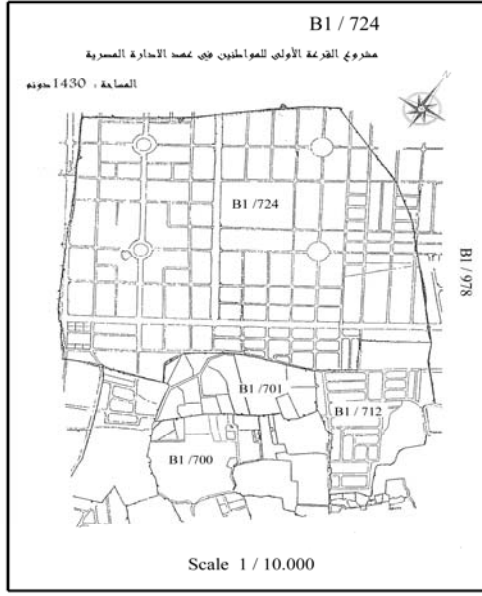 B1 / 724
مشروع القرعة الأولى للمواطنين في عهد الادارة المصرية
المساحة : 1430 دونم
N
B1 /724
B1 / 978
B1 /701
B1 / 712
B1 /700
Scale 1 / 10.000